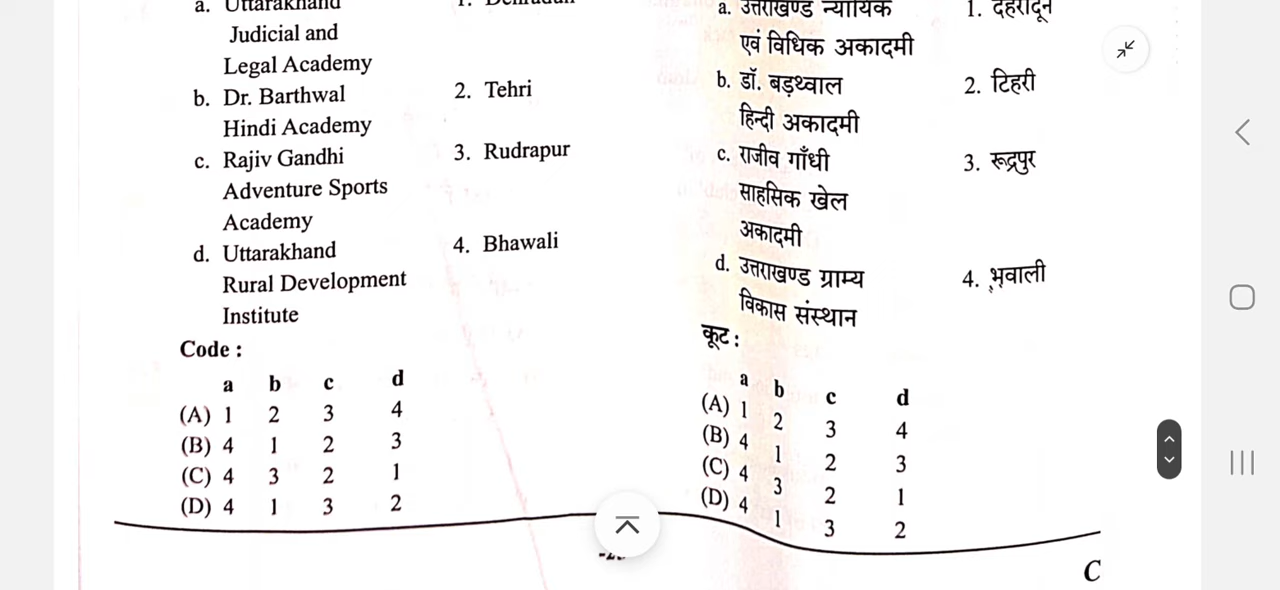 a. Uttarakhand 1. Dehradun
Judicial and
Legal Academy
b. Dr. Barthwal 2. Tehri
Hindi Academy
c. Rajiv Gandhi 3. Rudrapur
Adventure Sports
Academy
d. Uttarakhand 4. Bhawali
Rural Development
Institute
Code :
a b c d
(A) 1 2 3 4
(B) 4 1 2 3
(C) 4 3 2 1
(D) 4 1 3 2
a. उत्तराखण्ड न्यायिक 1. देहरादून
एवं विधिक अकादमी
b. डॉ. बड़थ्वाल 2. टिहरी
हिन्दी अकादमी
c. राजीव गाँधी 3. रूद्रपुर
साहसिक खेल
अकादमी
d. उत्तराखण्ड ग्राम्य 4. भवाली
विकास संस्थान
कूट :
a b c d
(A) 1 2 3 4
(B) 4 1 2 3
(C) 4 3 2 1
(D) 4 1 3 2
C